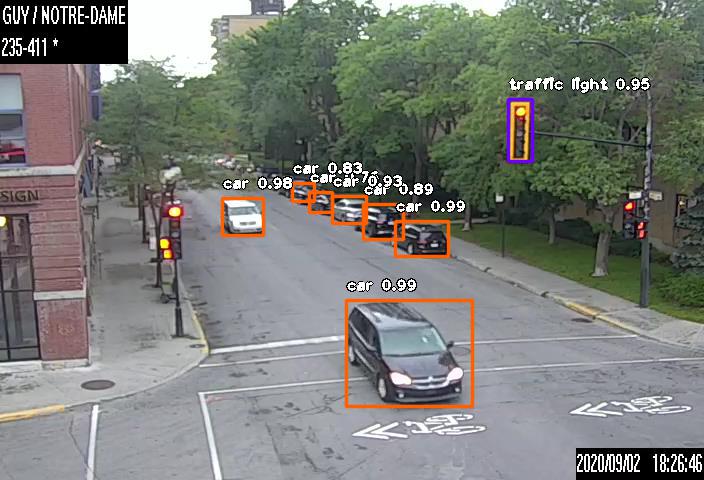 GUY / NOTRE-DAME
235-411 *
traffic light 0.95
car 0.83
car 0.93
car 0.98
car 0.89
car 0.99
SIGN
car 0.99
2020/09/02 18:26:46